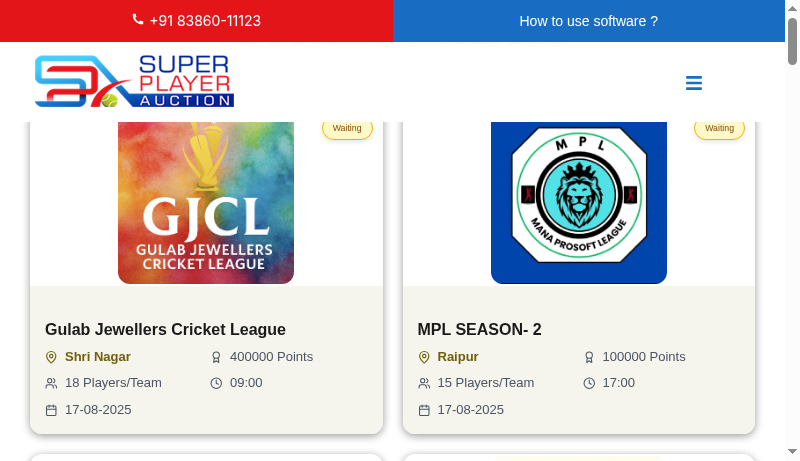 +91 83860-11123
How to use software ?
SUPER
PLAYER
AUCTION
Waiting
GJCL
GULAB JEWELLERS
CRICKET LEAGUE
Gulab Jewellers Cricket League
Shri Nagar
400000 Points
18 Players/Team
09:00
17-08-2025
Waiting
MPL
MANA PROSOFT LEAGUE
MPL SEASON- 2
Raipur
100000 Points
15 Players/Team
17:00
17-08-2025